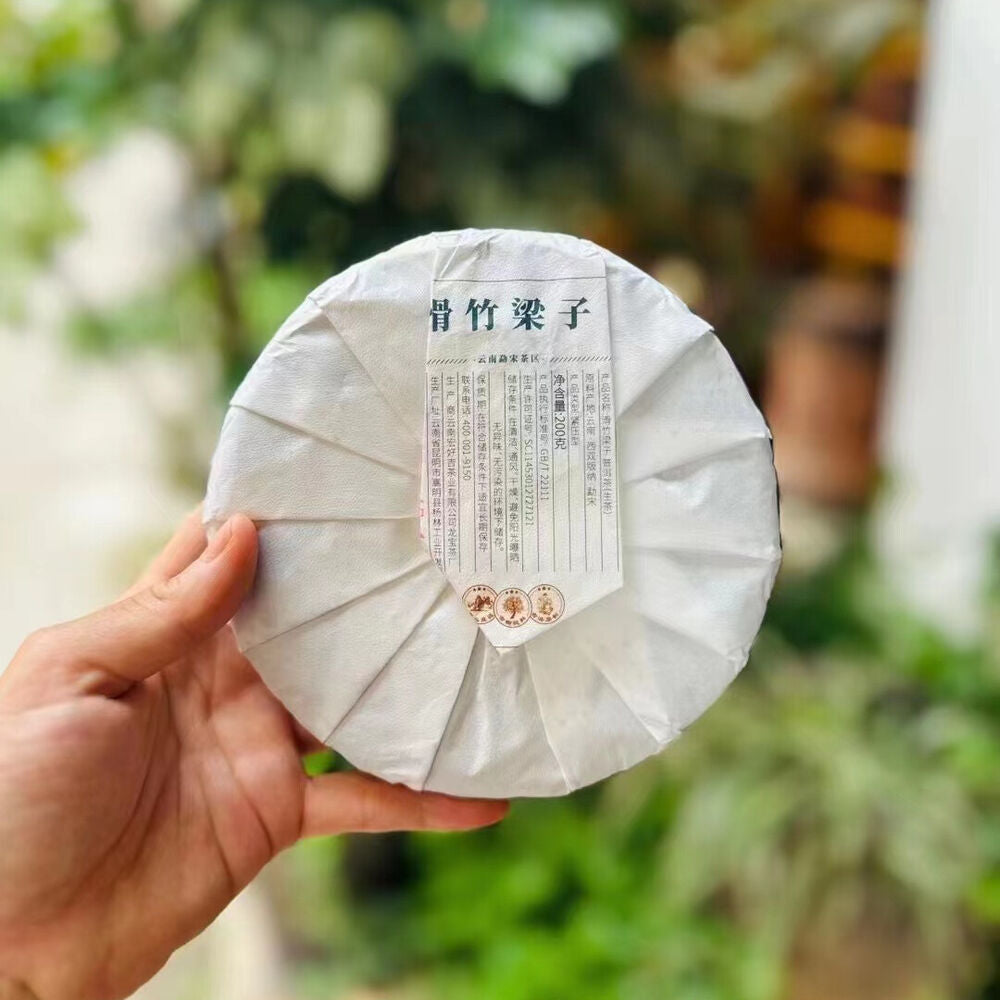 滑竹梁子
云南勐宋茶区
产品名称:滑竹梁子 普洱茶(生茶)
原料产地:云南 西双版纳 勐宋
产品类型:紧压型
净含量:200克
产品执行标准号:GB/T 22111
生产许可证号:SC11453012727121
储存条件:在清洁、通风、干燥、避免阳光曝晒、
无异味、无污染的环境下储存。
保质期:在符合储存条件下适宜长期保存
联系电话:400-001-9150
生产商:云南宏好吉茶业有限公司龙宝茶厂
生产厂址:云南省昆明市嵩明县杨林工业开发